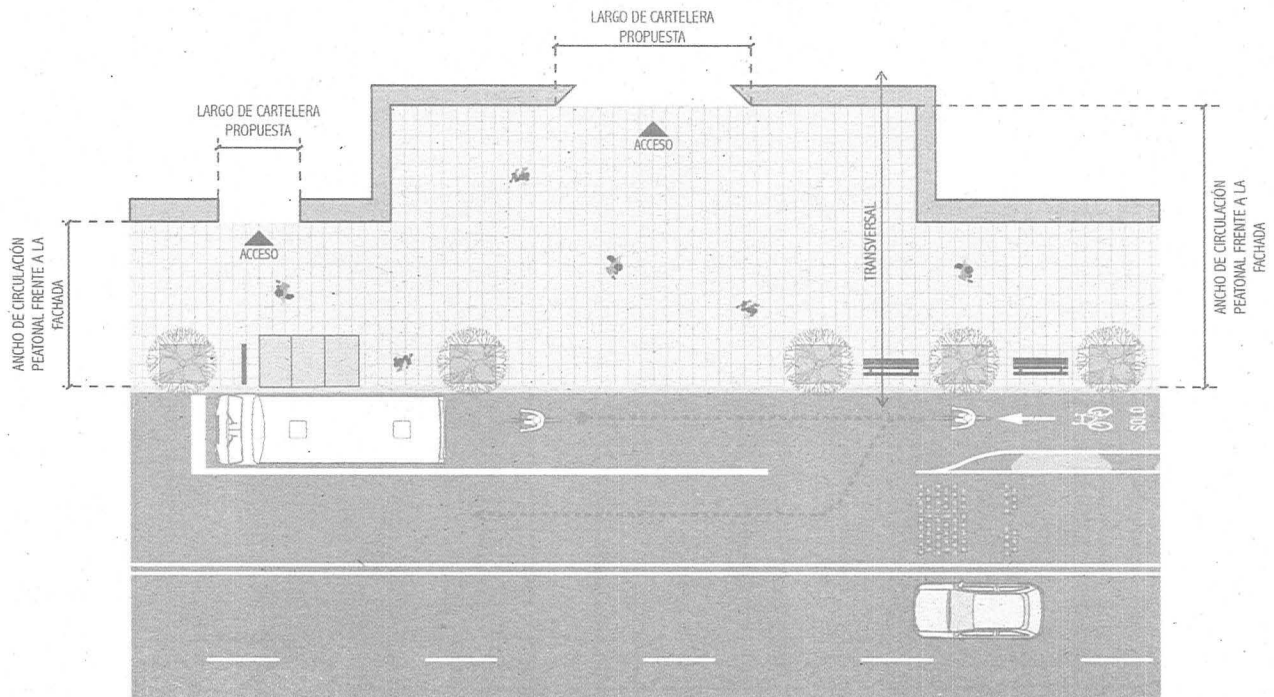 LARGO DE CARTELERA
PROPUESTA
LARGO DE CARTELERA
PROPUESTA
ACCESO
ACCESO
TRANSVERSAL
ANCHO DE CIRCULACIÓN
PEATONAL FRENTE A LA
FACHADA
ANCHO DE CIRCULACIÓN
PEATONAL FRENTE A LA
FACHADA
SOLO